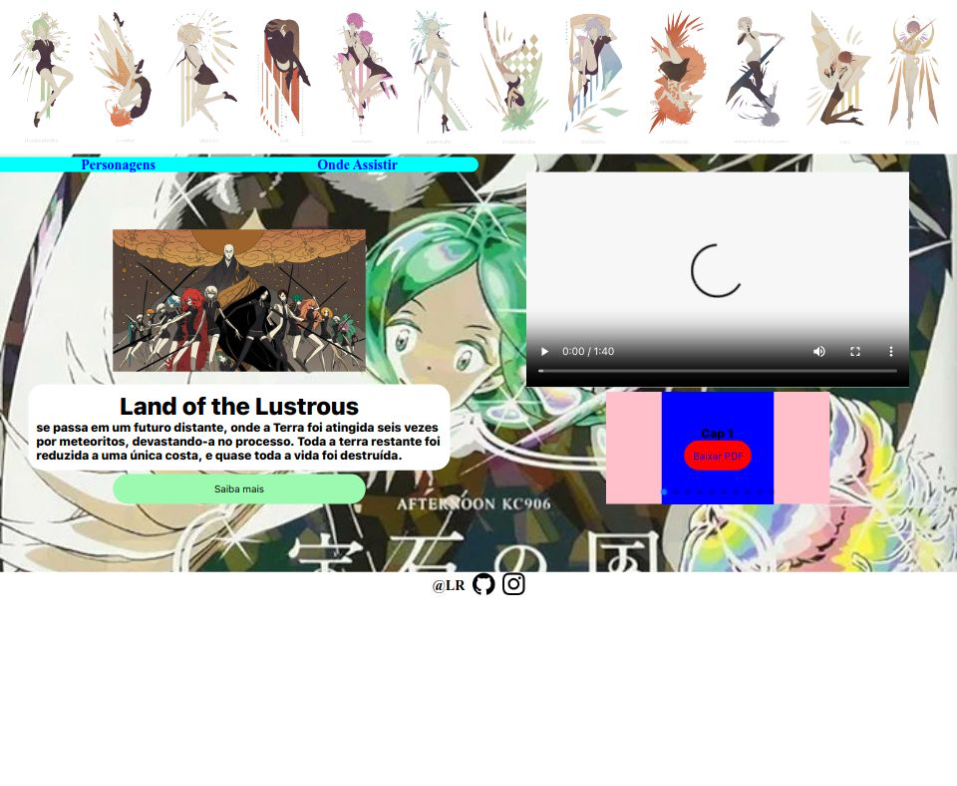 Personagens
Onde Assistir
0:00 / 1:40
Land of the Lustrous
se passa em um futuro distante, onde a Terra foi atingida seis vezes
por meteoritos, devastando-a no processo. Toda a terra restante foi
reduzida a uma única costa, e quase toda a vida foi destruída.
Saiba mais
Cap 1
Baixar PDF
AFTERNOON KC906
宝石の国
@LR